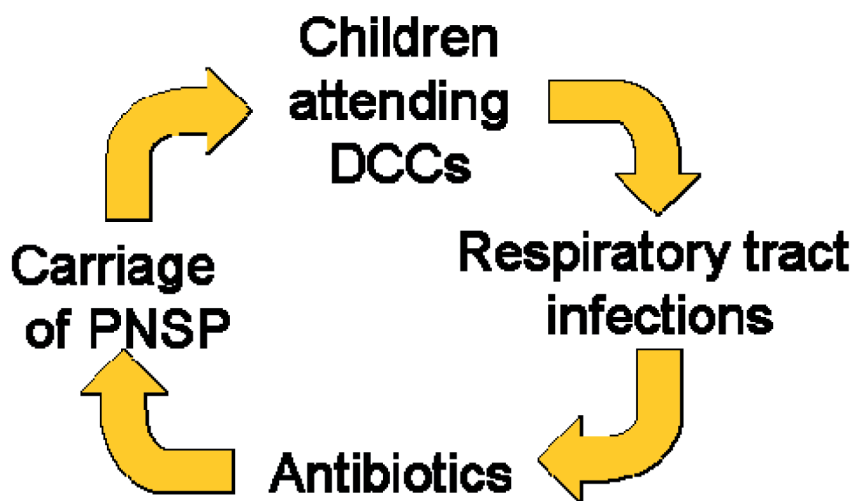 Children
attending
DCCs
Respiratory tract
infections
Antibiotics
Carriage
of PNSP